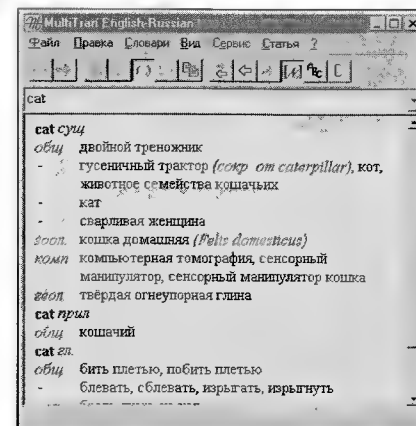 MultiTran English-Russian
Файл Правка Словари Вид Сервис Статья ?
cat
cat сущ
общ двойной треножник
- гусеничный трактор (сокр от caterpillar), кот,
животное семейства кошачьих
- кат
- сварливая женщина
зоол. кошка домашняя (Felis domesticus)
комп компьютерная томография, сенсорный
манипулятор, сенсорный манипулятор кошка
геол. твёрдая огнеупорная глина
cat прил
общ кошачий
cat гл.
общ бить плетью, побить плетью
- блевать, сблевать, изрыгать, изрыгнуть